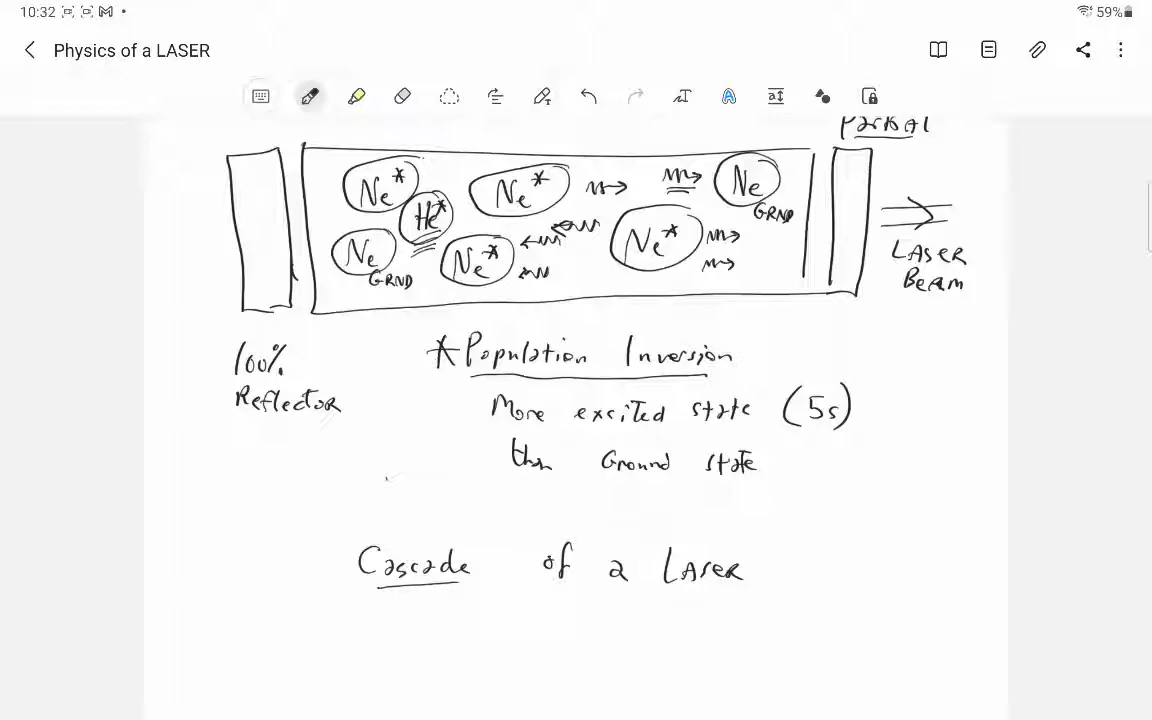 10:32
59%
Physics of a LASER
Partial
Ne*
He*
Ne*
Ne
GRND
Ne
GRND
Ne*
Ne*
LASER
Beam
100%
Reflector
*Population Inversion
More excited state (5s)
than Ground state
Cascade of a LASER